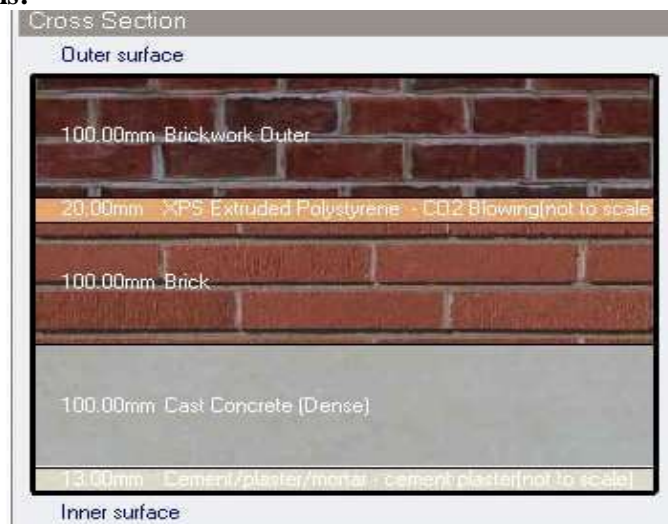 ns:
Cross Section
Outer surface
100.00mm Brickwork Outer
20.00mm XPS Extruded Polystyrene - CO2 Blowing(not to scale
100.00mm Brick
100.00mm Cast Concrete (Dense)
13.00mm Cement/plaster/mortar - cement plaster(not to scale)
Inner surface